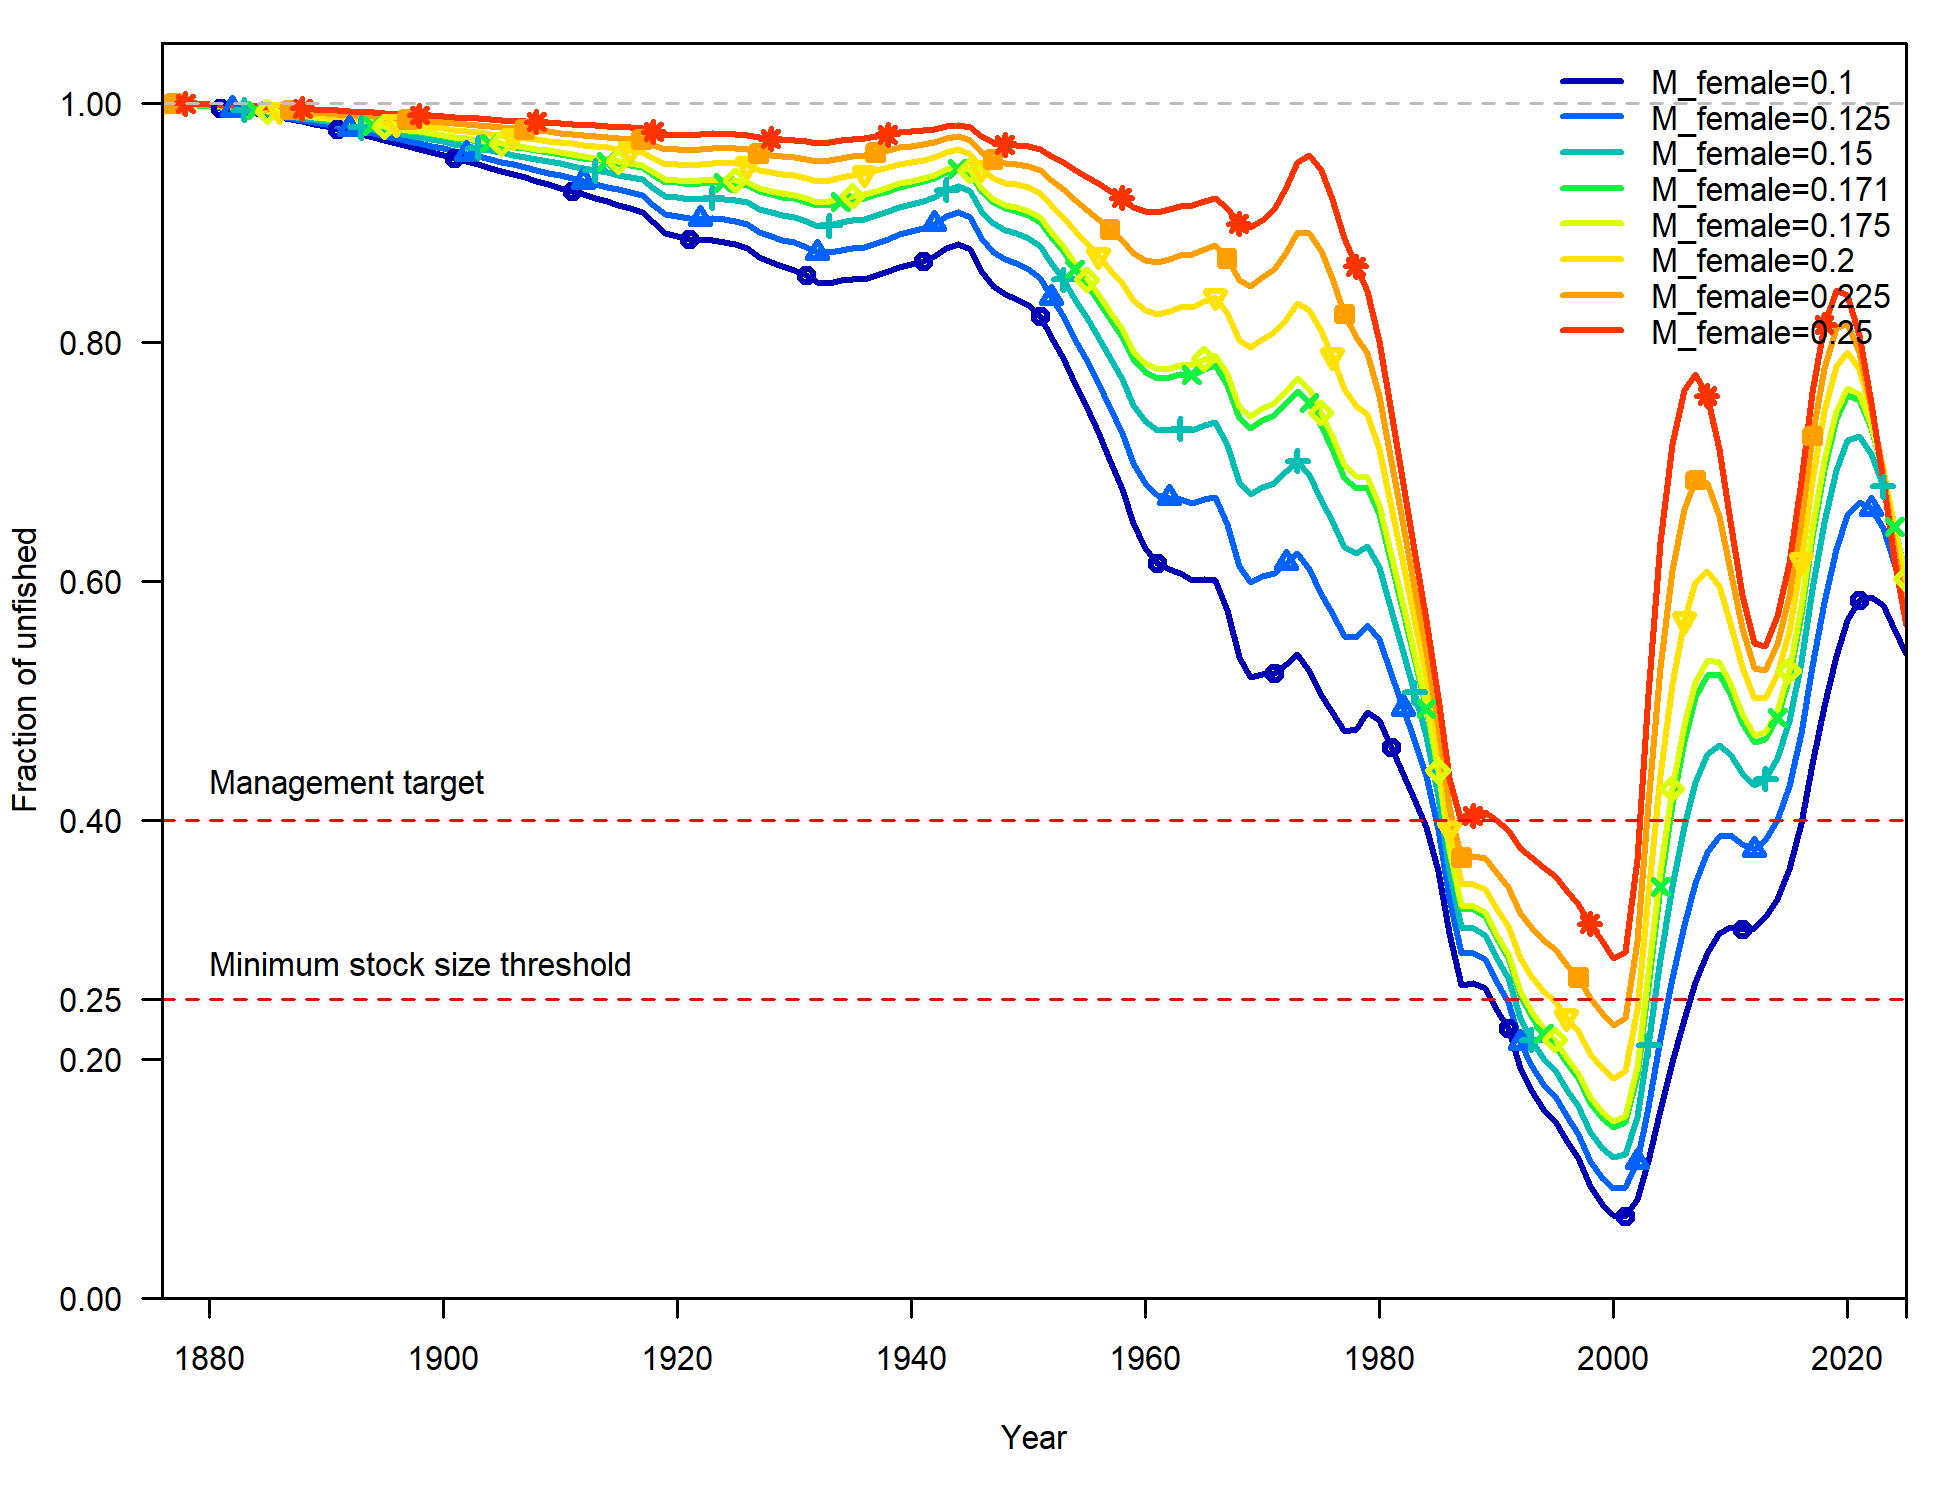 M_female=0.1
M_female=0.125
M_female=0.15
M_female=0.171
M_female=0.175
M_female=0.2
M_female=0.225
M_female=0.25
1.00
0.80
0.60
0.40
0.25
0.20
0.00
Fraction of unfished
Management target
Minimum stock size threshold
1880 1900 1920 1940 1960 1980 2000 2020
Year